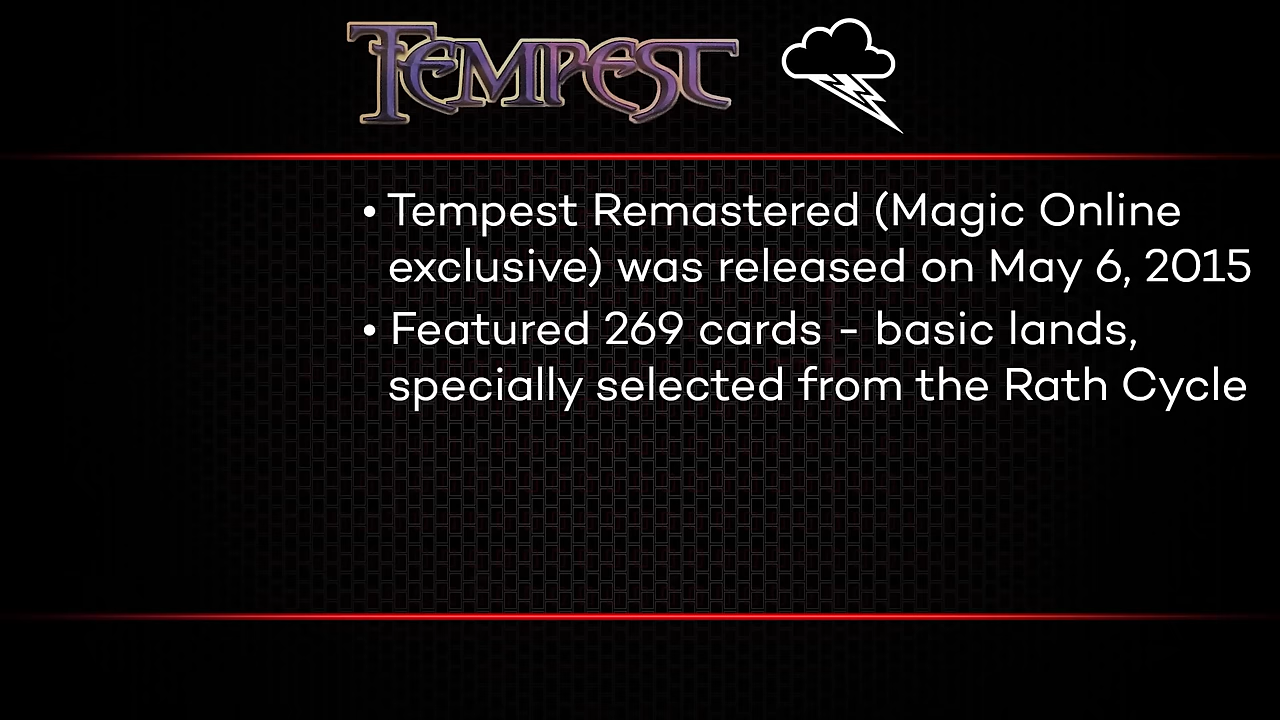 TEMPEST
• Tempest Remastered (Magic Online
exclusive) was released on May 6, 2015
• Featured 269 cards - basic lands,
specially selected from the Rath Cycle